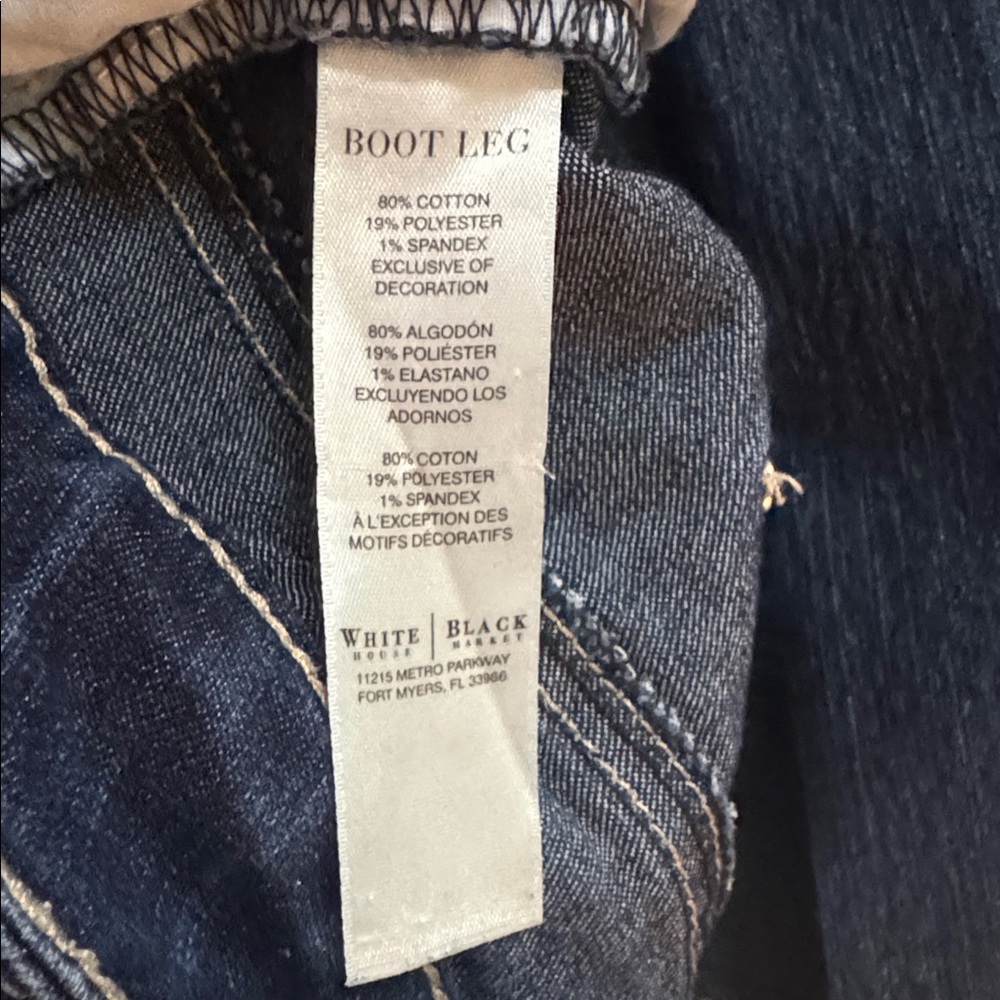 BOOT LEG
80% COTTON
19% POLYESTER
1% SPANDEX
EXCLUSIVE OF
DECORATION
80% ALGODÓN
19% POLIÉSTER
1% ELASTANO
EXCLUYENDO LOS
ADORNOS
80% COTON
19% POLYESTER
1% SPANDEX
À L'EXCEPTION DES
MOTIFS DÉCORATIFS
WHITE | BLACK
HOUSE MARKET
11215 METRO PARKWAY
FORT MYERS, FL 33966